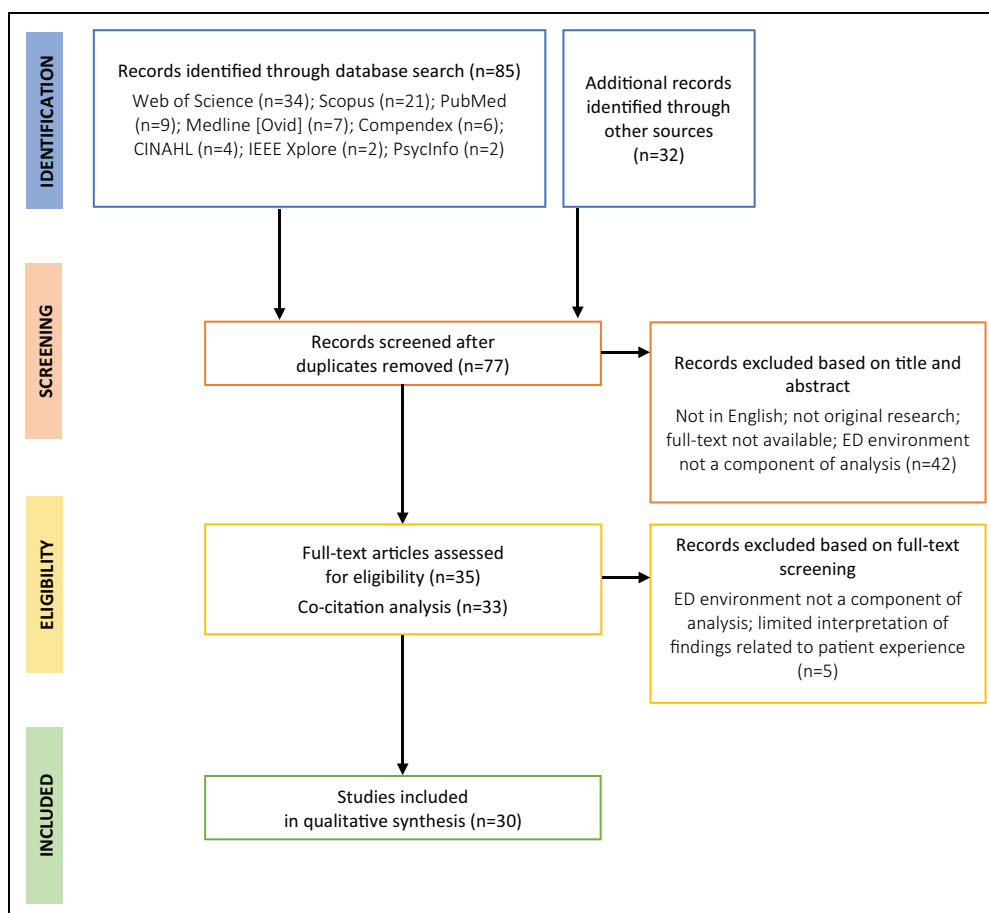 IDENTIFICATION
Records identified through database search (n=85)
Web of Science (n=34); Scopus (n=21); PubMed
(n=9); Medline [Ovid] (n=7); Compendex (n=6);
CINAHL (n=4); IEEE Xplore (n=2); PsycInfo (n=2)
Additional records
identified through
other sources
(n=32)
SCREENING
Records screened after
duplicates removed (n=77)
Records excluded based on title and
abstract
Not in English; not original research;
full-text not available; ED environment
not a component of analysis (n=42)
ELIGIBILITY
Full-text articles assessed
for eligibility (n=35)
Co-citation analysis (n=33)
Records excluded based on full-text
screening
ED environment not a component of
analysis; limited interpretation of
findings related to patient experience
(n=5)
INCLUDED
Studies included
in qualitative synthesis (n=30)